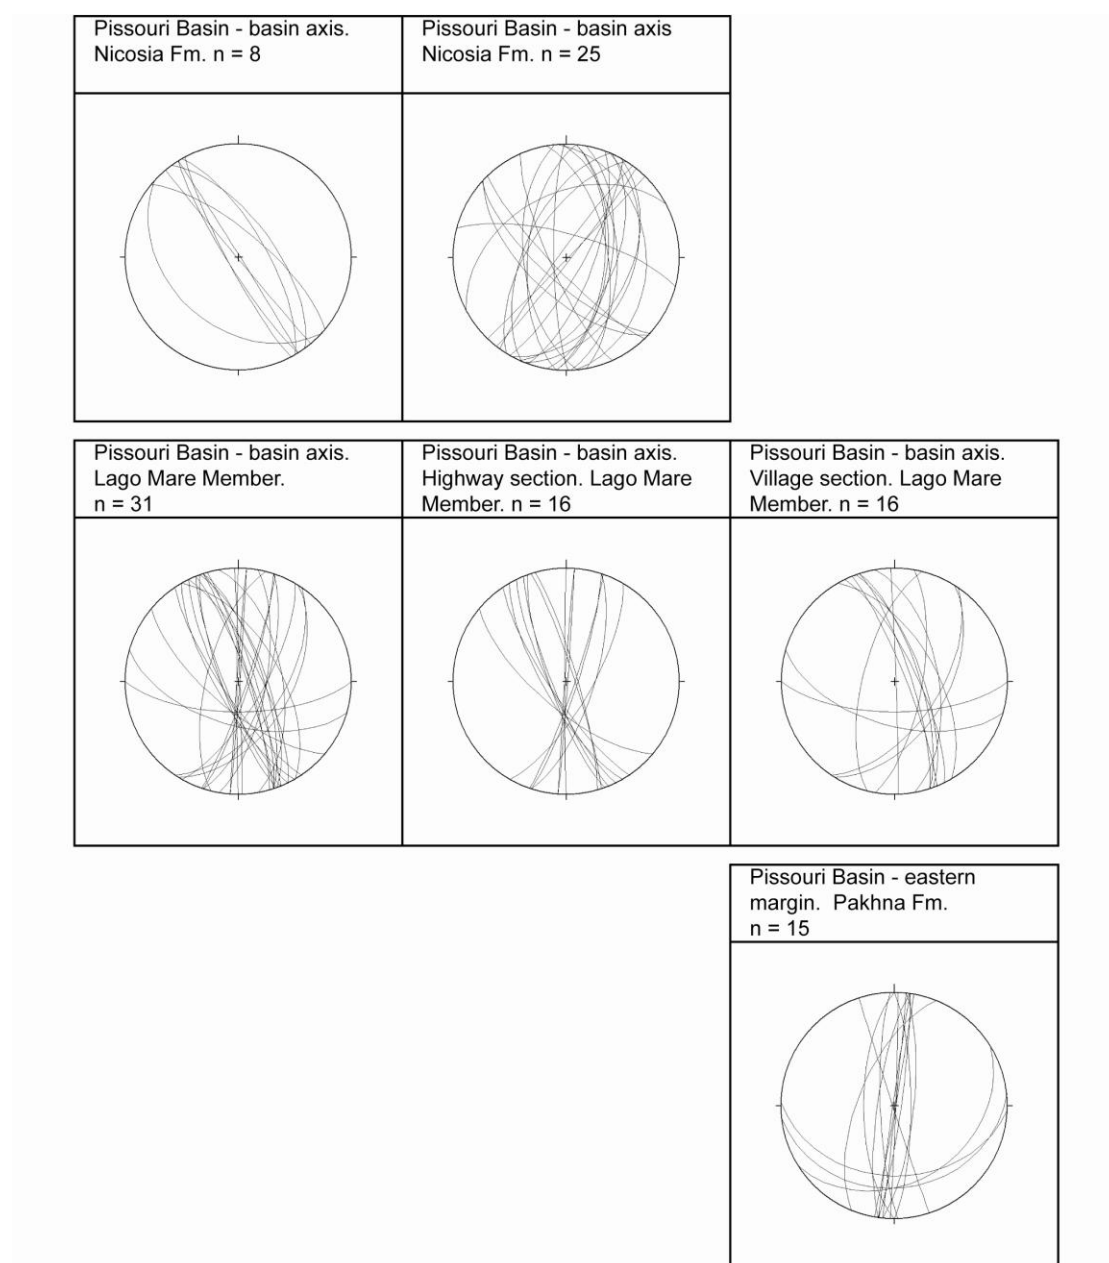 Pissouri Basin - basin axis.
Nicosia Fm. n = 8
Pissouri Basin - basin axis
Nicosia Fm. n = 25
Pissouri Basin - basin axis.
Lago Mare Member.
n = 31
Pissouri Basin - basin axis.
Highway section. Lago Mare
Member. n = 16
Pissouri Basin - basin axis.
Village section. Lago Mare
Member. n = 16
Pissouri Basin - eastern
margin.  Pakhna Fm.
n = 15